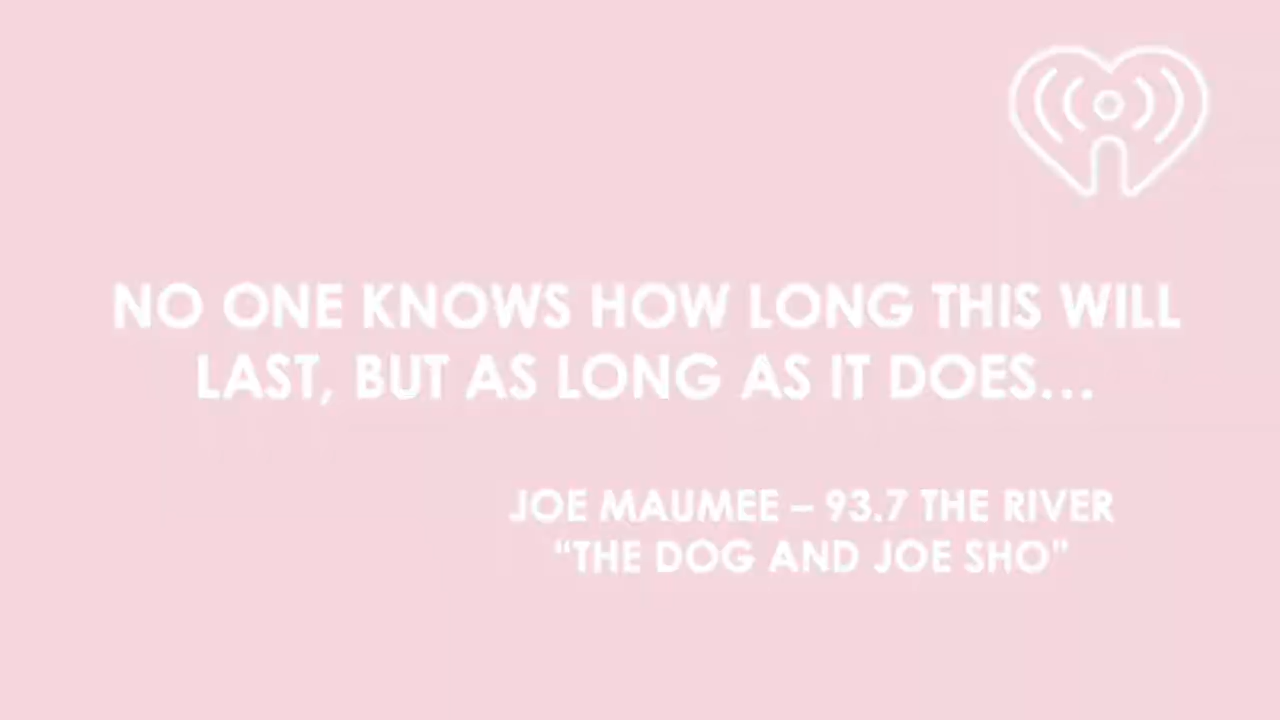 NO ONE KNOWS HOW LONG THIS WILL
LAST, BUT AS LONG AS IT DOES...
JOE MAUMEE – 93.7 THE RIVER
“THE DOG AND JOE SHO”